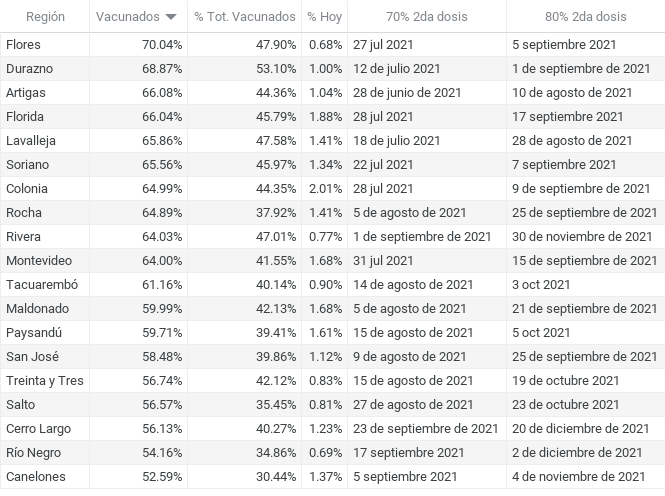 Región Vacunados % Tot. Vacunados % Hoy 70% 2da dosis 80% 2da dosis
Flores 70.04% 47.90% 0.68% 27 jul 2021 5 septiembre 2021
Durazno 68.87% 53.10% 1.00% 12 de julio 2021 1 de septiembre de 2021
Artigas 66.08% 44.36% 1.04% 28 de junio de 2021 10 de agosto de 2021
Florida 66.04% 45.79% 1.88% 28 jul 2021 17 septiembre 2021
Lavalleja 65.86% 47.58% 1.41% 18 de julio 2021 28 de agosto de 2021
Soriano 65.56% 45.97% 1.34% 22 jul 2021 7 septiembre 2021
Colonia 64.99% 44.35% 2.01% 28 jul 2021 9 de septiembre de 2021
Rocha 64.89% 37.92% 1.41% 5 de agosto de 2021 25 de septiembre de 2021
Rivera 64.03% 47.01% 0.77% 1 de septiembre de 2021 30 de noviembre de 2021
Montevideo 64.00% 41.55% 1.68% 31 jul 2021 15 de septiembre de 2021
Tacuarembó 61.16% 40.14% 0.90% 14 de agosto de 2021 3 oct 2021
Maldonado 59.99% 42.13% 1.68% 5 de agosto de 2021 21 de septiembre de 2021
Paysandú 59.71% 39.41% 1.61% 15 de agosto de 2021 5 oct 2021
San José 58.48% 39.86% 1.12% 9 de agosto de 2021 25 de septiembre de 2021
Treinta y Tres 56.74% 42.12% 0.83% 15 de agosto de 2021 19 de octubre 2021
Salto 56.57% 35.45% 0.81% 27 de agosto de 2021 23 de octubre 2021
Cerro Largo 56.13% 40.27% 1.23% 23 de septiembre de 2021 20 de diciembre de 2021
Río Negro 54.16% 34.86% 0.69% 17 septiembre 2021 2 de diciembre de 2021
Canelones 52.59% 30.44% 1.37% 5 septiembre 2021 4 de noviembre de 2021